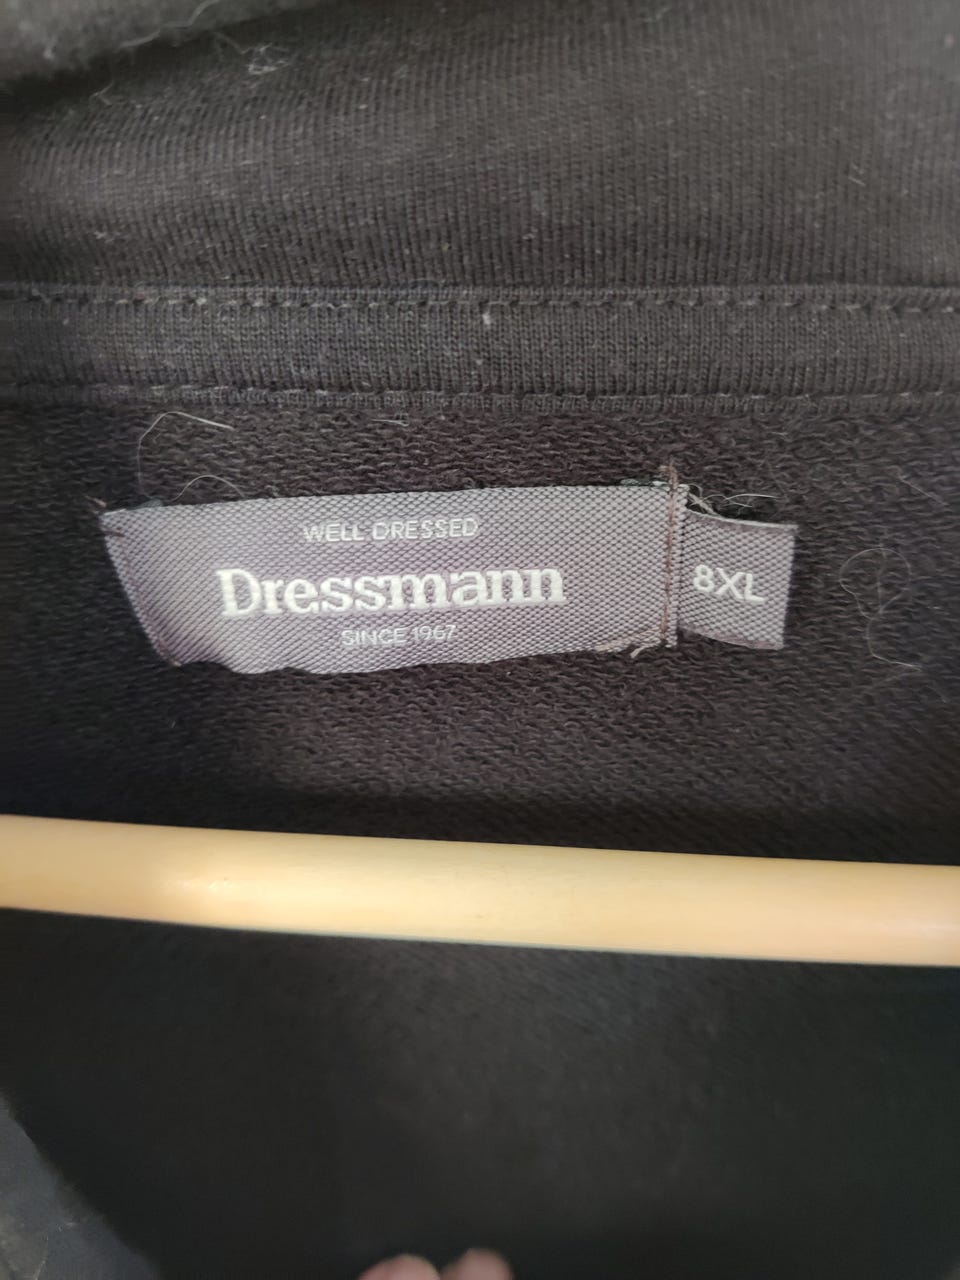 WELL DRESSED
Dressmann
SINCE 1967
8XL